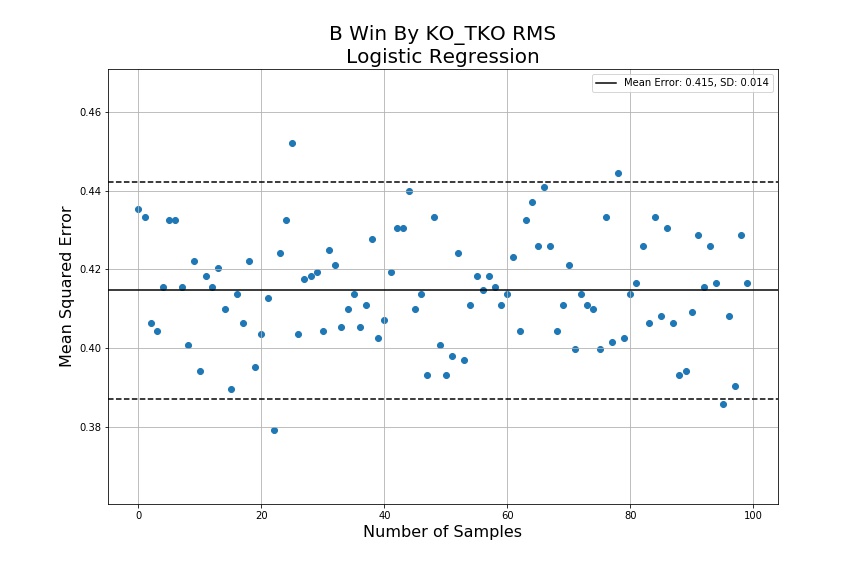 B Win By KO_TKO RMS
Logistic Regression
Mean Error: 0.415, SD: 0.014
Mean Squared Error
0.46
0.44
0.42
0.40
0.38
0
20
40
60
80
100
Number of Samples